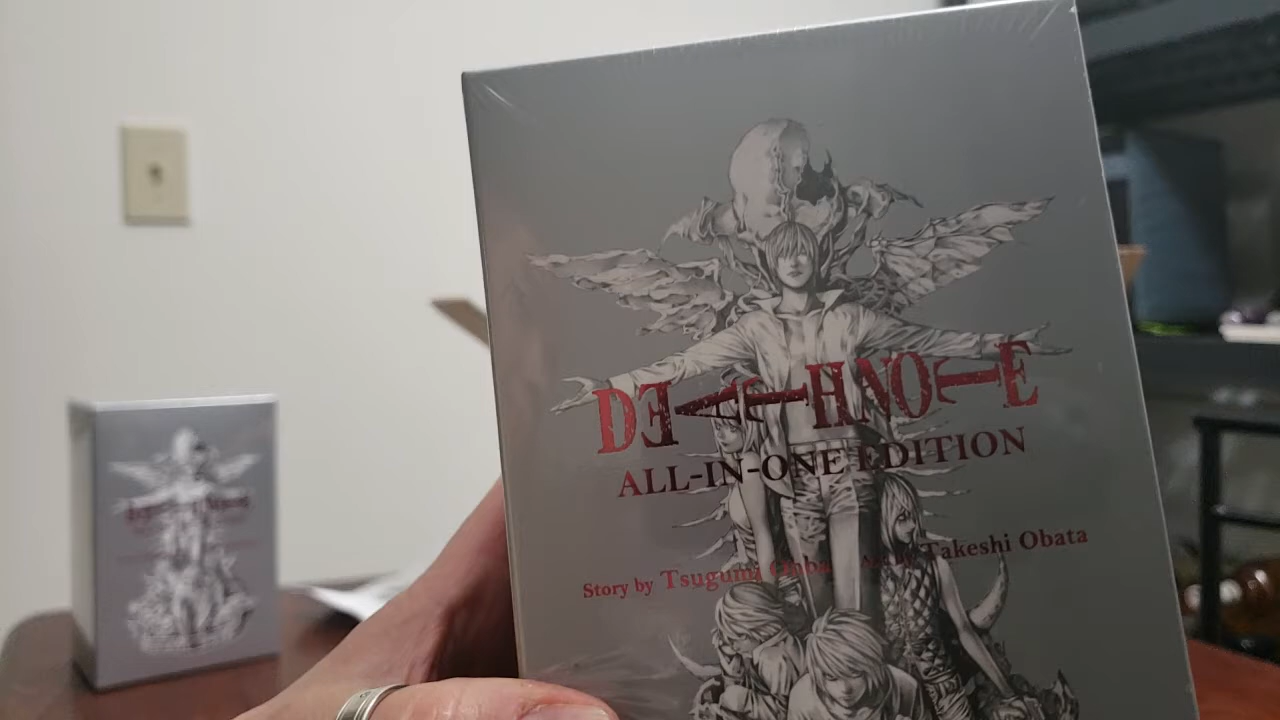 DEATH NOTE
ALL-IN-ONE EDITION
Story by Tsugumi Ohba Art by Takeshi Obata